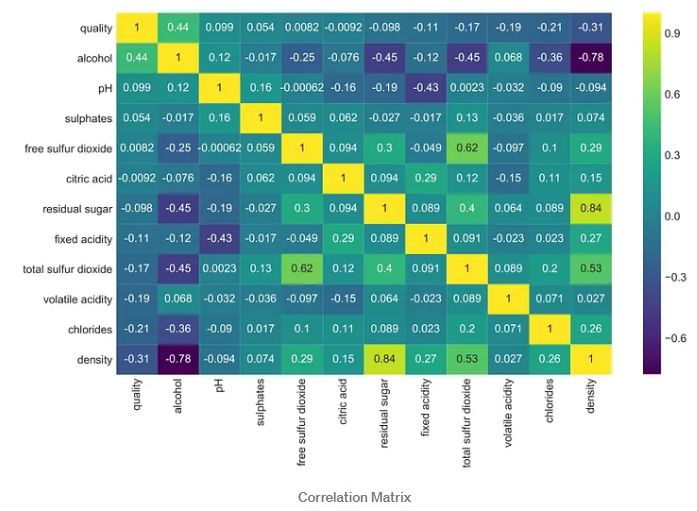 quality 1 0.44 0.099 0.054 0.0082 -0.0092 -0.098 -0.11 -0.17 -0.19 -0.21 -0.31
alcohol 0.44 1 0.12 -0.017 -0.25 -0.076 -0.45 -0.12 -0.45 0.068 -0.36 -0.78
pH 0.099 0.12 1 0.16 -0.00062 -0.16 -0.19 -0.43 0.0023 -0.032 -0.09 -0.094
sulphates 0.054 -0.017 0.16 1 0.059 0.062 -0.027 -0.017 0.13 -0.036 0.017 0.074
free sulfur dioxide 0.0082 -0.25 -0.00062 0.059 1 0.094 0.3 -0.049 0.62 -0.097 0.1 0.29
citric acid -0.0092 -0.076 -0.16 0.062 0.094 1 0.094 0.29 0.12 -0.15 0.11 0.15
residual sugar -0.098 -0.45 -0.19 -0.027 0.3 0.094 1 0.089 0.4 0.064 0.089 0.84
fixed acidity -0.11 -0.12 -0.43 -0.017 -0.049 0.29 0.089 1 0.091 -0.023 0.023 0.27
total sulfur dioxide -0.17 -0.45 0.0023 0.13 0.62 0.12 0.4 0.091 1 0.089 0.2 0.53
volatile acidity -0.19 0.068 -0.032 -0.036 -0.097 -0.15 0.064 -0.023 0.089 1 0.071 0.027
chlorides -0.21 -0.36 -0.09 0.017 0.1 0.11 0.089 0.023 0.2 0.071 1 0.26
density -0.31 -0.78 -0.094 0.074 0.29 0.15 0.84 0.27 0.53 0.027 0.26 1
quality
alcohol
pH
sulphates
free sulfur dioxide
citric acid
residual sugar
fixed acidity
total sulfur dioxide
volatile acidity
chlorides
density
0.9
0.6
0.3
0.0
−0.3
−0.6
Correlation Matrix